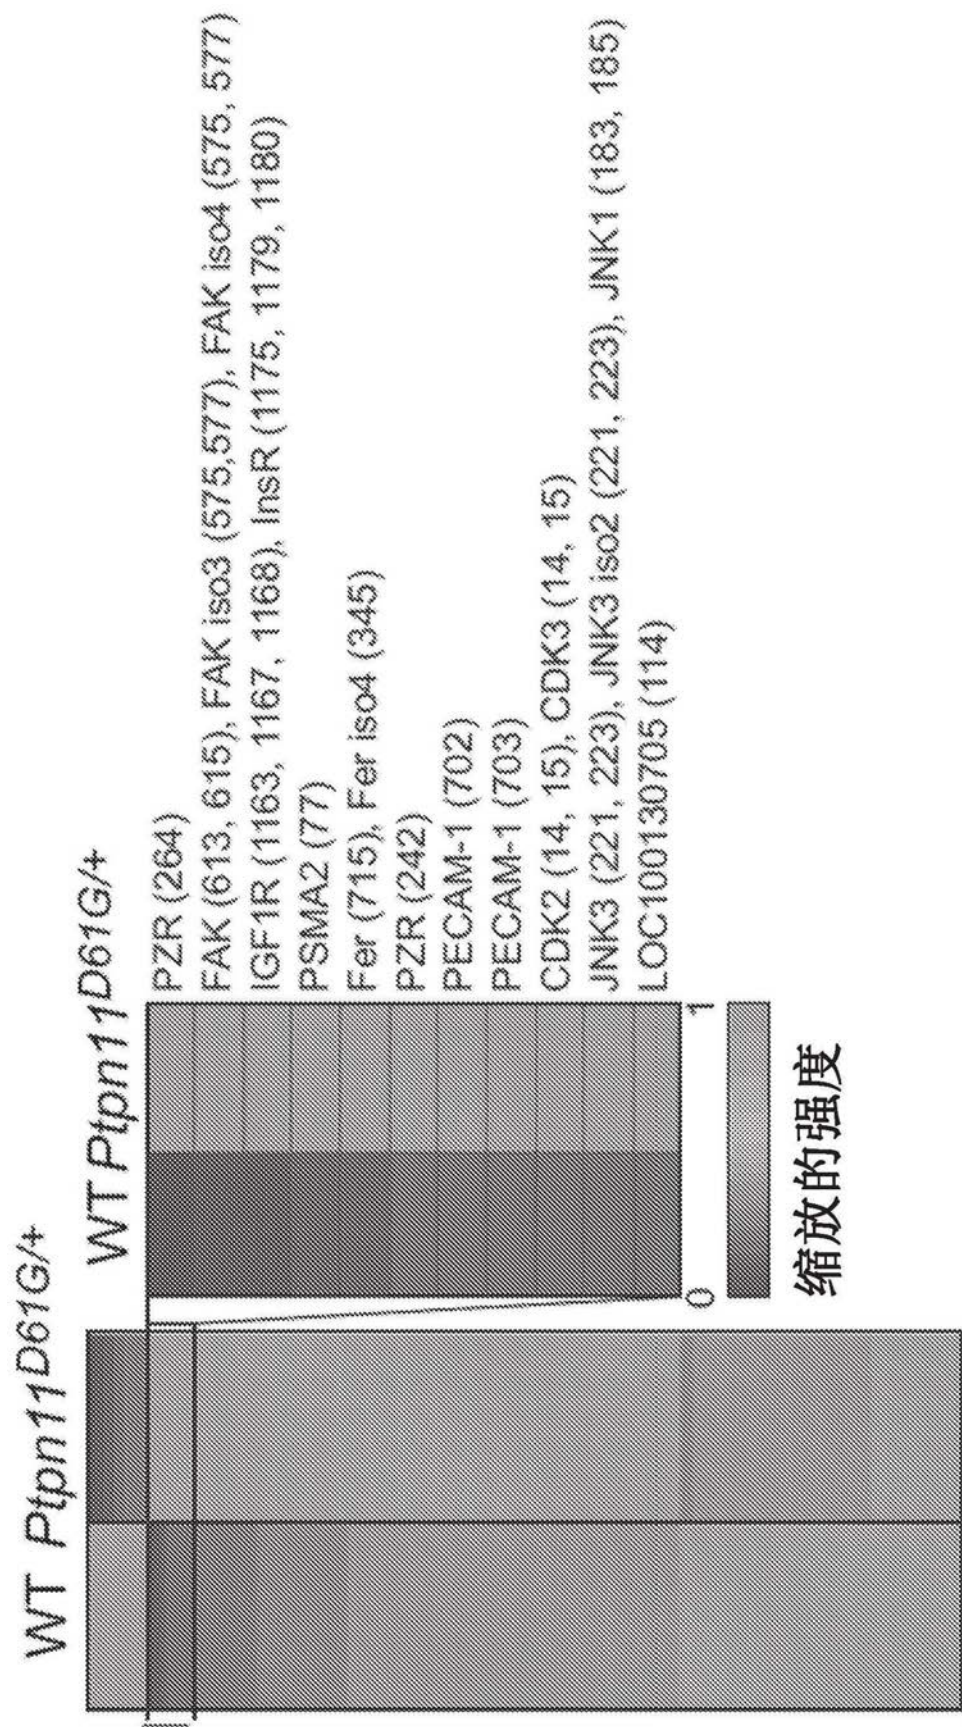 WT Ptpn11D61G/+
WT Ptpn11D61G/+
PZR (264)
FAK (613, 615), FAK iso3 (575,577), FAK iso4 (575, 577)
IGF1R (1163, 1167, 1168), InsR (1175, 1179, 1180)
PSMA2 (77)
Fer (715), Fer iso4 (345)
PZR (242)
PECAM-1 (702)
PECAM-1 (703)
CDK2 (14, 15), CDK3 (14, 15)
JNK3 (221, 223), JNK3 iso2 (221, 223), JNK1 (183, 185)
LOC100130705 (114)
0 1
缩放的强度